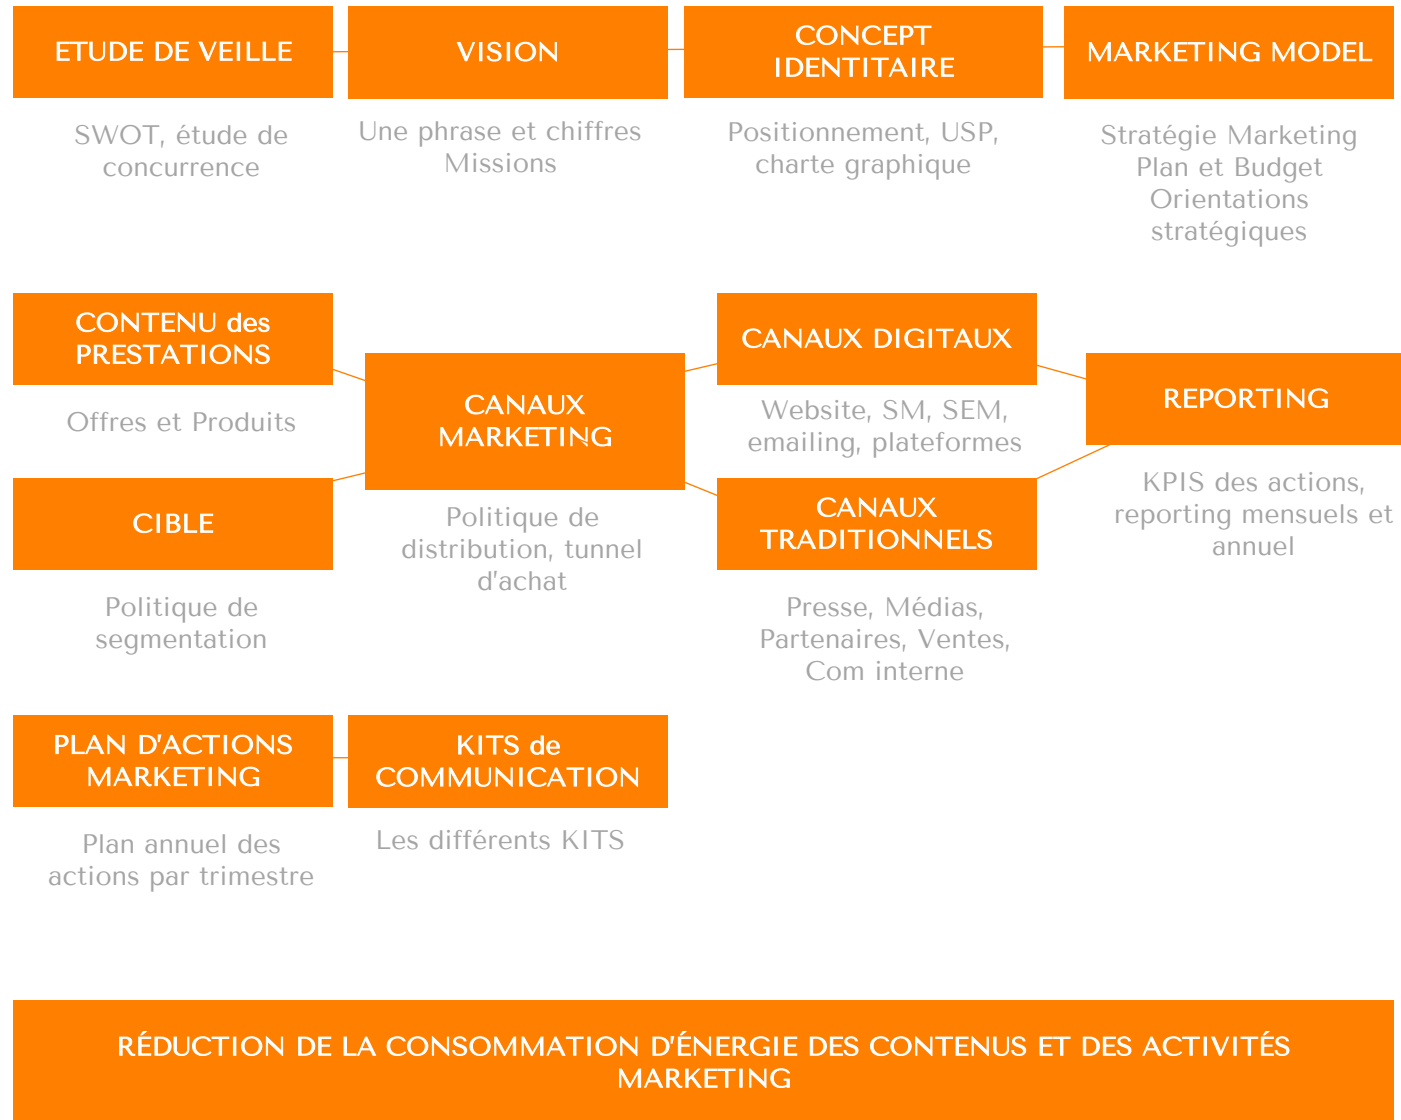 ETUDE DE VEILLE
SWOT, étude de
concurrence
VISION
Une phrase et chiffres
Missions
CONCEPT
IDENTITAIRE
Positionnement, USP,
charte graphique
MARKETING MODEL
Stratégie Marketing
Plan et Budget
Orientations
stratégiques
CONTENU des
PRESTATIONS
Offres et Produits
CIBLE
Politique de
segmentation
CANAUX
MARKETING
Politique de
distribution, tunnel
d'achat
CANAUX DIGITAUX
Website, SM, SEM,
emailing, plateformes
CANAUX
TRADITIONNELS
Presse, Médias,
Partenaires, Ventes,
Com interne
REPORTING
KPIS des actions,
reporting mensuels et
annuel
PLAN D'ACTIONS
MARKETING
Plan annuel des
actions par trimestre
KITS de
COMMUNICATION
Les différents KITS
RÉDUCTION DE LA CONSOMMATION D'ÉNERGIE DES CONTENUS ET DES ACTIVITÉS
MARKETING